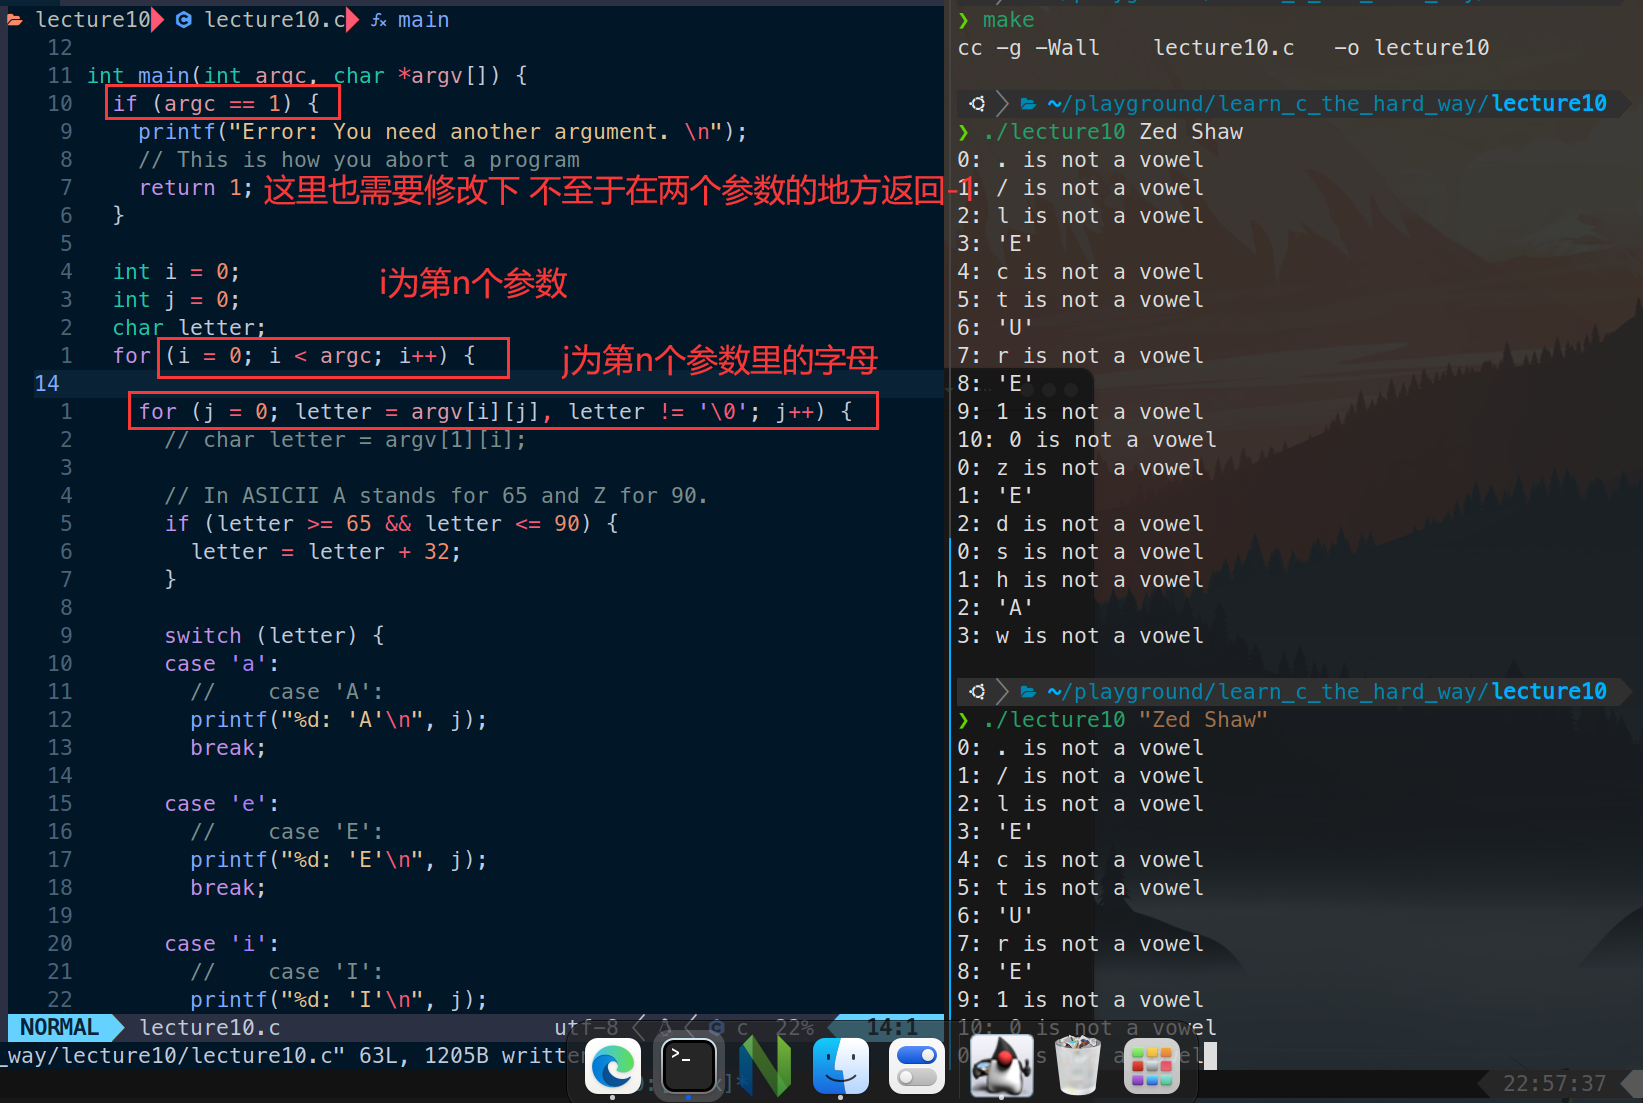 lecture10 lecture10.c main
12
11 int main(int argc, char *argv[]) {
10 if (argc == 1) {
9 printf("Error: You need another argument. \n");
8 // This is how you abort a program
7 return 1; 这里也需要修改下 不至于在两个参数的地方返回-1
6 }
5
4 int i = 0;
i为第n个参数
3 int j = 0;
2 char letter;
1 for (i = 0; i < argc; i++) {
j为第n个参数里的字母
14
1 for (j = 0; letter = argv[i][j], letter != '\0'; j++) {
2 // char letter = argv[1][i];
3
4 // In ASICII A stands for 65 and Z for 90.
5 if (letter >= 65 && letter <= 90) {
6 letter = letter + 32;
7 }
8
9 switch (letter) {
10 case 'a':
11 // case 'A':
12 printf("%d: 'A'\n", j);
13 break;
14
15 case 'e':
16 // case 'E':
17 printf("%d: 'E'\n", j);
18 break;
19
20 case 'i':
21 // case 'I':
22 printf("%d: 'I'\n", j);
NORMAL lecture10.c utf-8 c 22% 14:1
_way/lecture10/lecture10.c" 63L, 1205B written
❯ make
cc -g -Wall lecture10.c -o lecture10
~/playground/learn_c_the_hard_way/lecture10
❯ ./lecture10 Zed Shaw
0: . is not a vowel
1: / is not a vowel
2: l is not a vowel
3: 'E'
4: c is not a vowel
5: t is not a vowel
6: 'U'
7: r is not a vowel
8: 'E'
9: 1 is not a vowel
10: 0 is not a vowel
0: z is not a vowel
1: 'E'
2: d is not a vowel
0: s is not a vowel
1: h is not a vowel
2: 'A'
3: w is not a vowel
~/playground/learn_c_the_hard_way/lecture10
❯ ./lecture10 "Zed Shaw"
0: . is not a vowel
1: / is not a vowel
2: l is not a vowel
3: 'E'
4: c is not a vowel
5: t is not a vowel
6: 'U'
7: r is not a vowel
8: 'E'
9: 1 is not a vowel
10: 0 is not a vowel
22:57:37